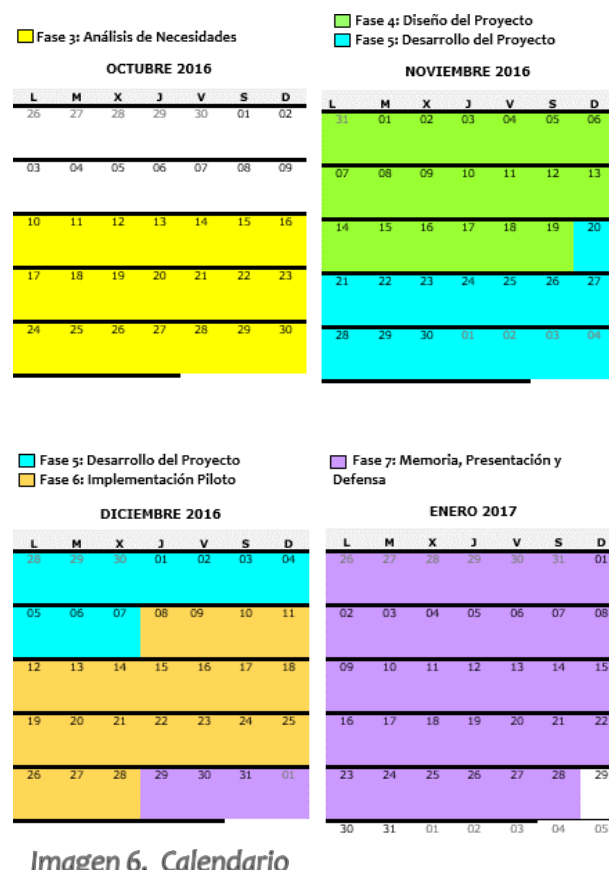 Fase 3: Análisis de Necesidades
OCTUBRE 2016
L M X J V S D
26 27 28 29 30 01 02
03 04 05 06 07 08 09
10 11 12 13 14 15 16
17 18 19 20 21 22 23
24 25 26 27 28 29 30
Fase 4: Diseño del Proyecto
Fase 5: Desarrollo del Proyecto
NOVIEMBRE 2016
L M X J V S D
31 01 02 03 04 05 06
07 08 09 10 11 12 13
14 15 16 17 18 19 20
21 22 23 24 25 26 27
28 29 30 01 02 03 04
Fase 5: Desarrollo del Proyecto
Fase 6: Implementación Piloto
DICIEMBRE 2016
L M X J V S D
28 29 30 01 02 03 04
05 06 07 08 09 10 11
12 13 14 15 16 17 18
19 20 21 22 23 24 25
26 27 28 29 30 31 01
Fase 7: Memoria, Presentación y
Defensa
ENERO 2017
L M X J V S D
26 27 28 29 30 31 01
02 03 04 05 06 07 08
09 10 11 12 13 14 15
16 17 18 19 20 21 22
23 24 25 26 27 28 29
30 31 01 02 03 04 05
Imagen 6. Calendario